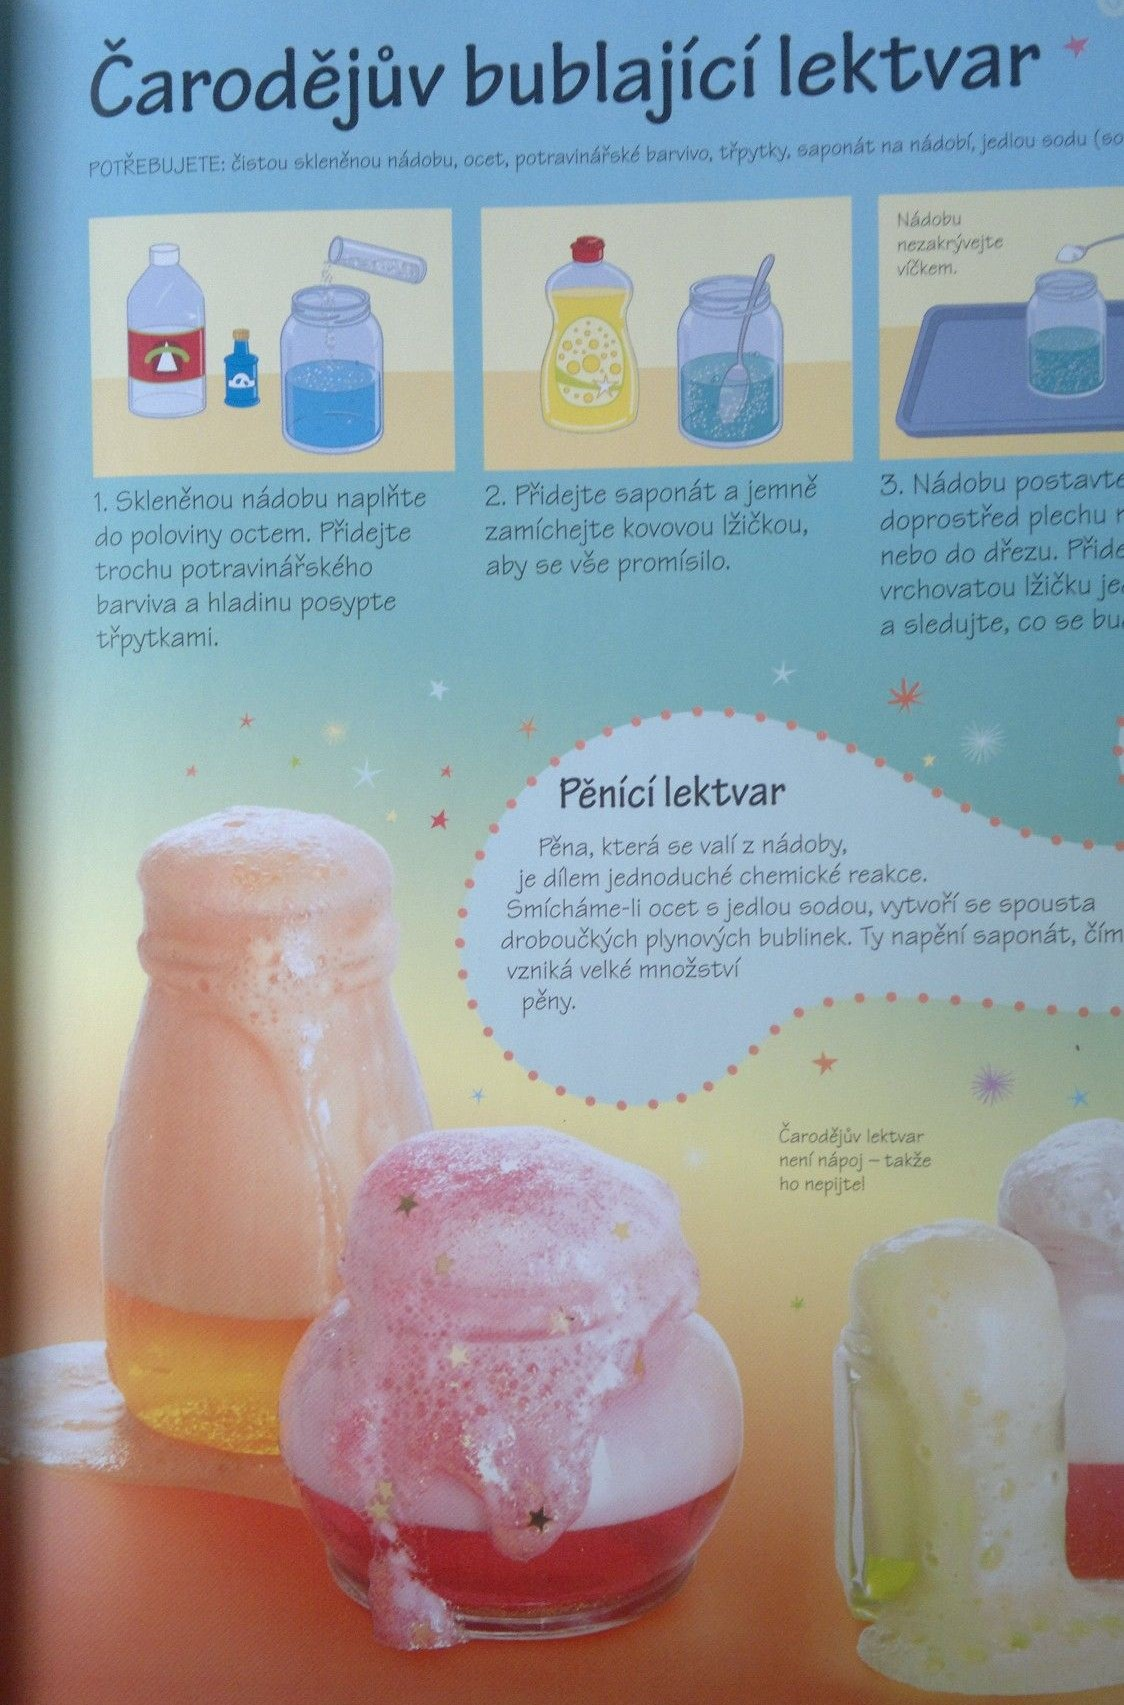 Čarodějův bublající lektvar
POTŘEBUJETE: čistou skleněnou nádobu, ocet, potravinářské barvivo, třpytky, saponát na nádobí, jedlou sodu
Nádobu
nezakrývejte
víčkem.
1. Skleněnou nádobu naplňte
do poloviny octem. Přidejte
trochu potravinářského
barviva a hladinu posypte
třpytkami.
2. Přidejte saponát a jemně
zamíchejte kovovou lžičkou,
aby se vše promísilo.
3. Nádobu postavte
doprostřed plechu
nebo do dřezu.
vrchovatou lžičku
a sledujte, co se
Pěnící lektvar
Pěna, která se valí z nádoby,
je dílem jednoduché chemické reakce.
Smícháme-li ocet s jedlou sodou, vytvoří se spousta
droboučkých plynových bublinek. Ty napění saponát, čím
vzniká velké množství
pěny.
Čarodějův lektvar
není nápoj – takže
ho nepijte!